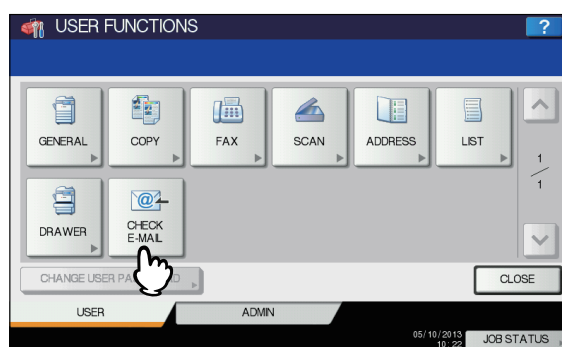 USER FUNCTIONS
?
GENERAL
COPY
FAX
SCAN
ADDRESS
LIST
1
1
DRAWER
CHECK
E-MAIL
CHANGE USER
CLOSE
USER
ADMIN
05/10/2013
10:22
JOB STATUS